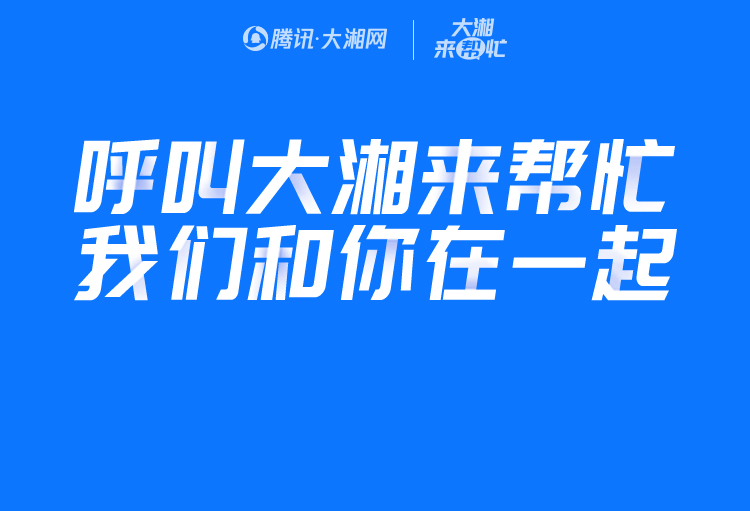 腾讯·大湘网
大湘
来帮忙
呼叫大湘来帮忙
我们和你在一起